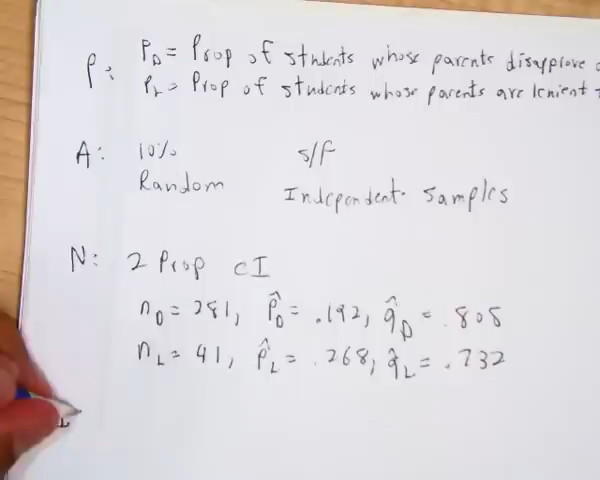 P: P_D = Prop of students whose parents disapprove
P_L = Prop of students whose parents are lenient
A: 10% S/F
Random Independent Samples
N: 2 Prop CI
n_D = 281, p̂_D = .192, q̂_D = .808
n_L = 41, p̂_L = .268, q̂_L = .732